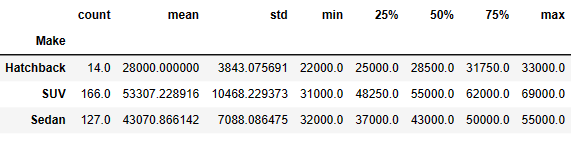 count mean std min 25% 50% 75% max
Make
Hatchback 14.0 28000.000000 3843.075691 22000.0 25000.0 28500.0 31750.0 33000.0
SUV 166.0 53307.228916 10468.229373 31000.0 48250.0 55000.0 62000.0 69000.0
Sedan 127.0 43070.866142 7088.086475 32000.0 37000.0 43000.0 50000.0 55000.0